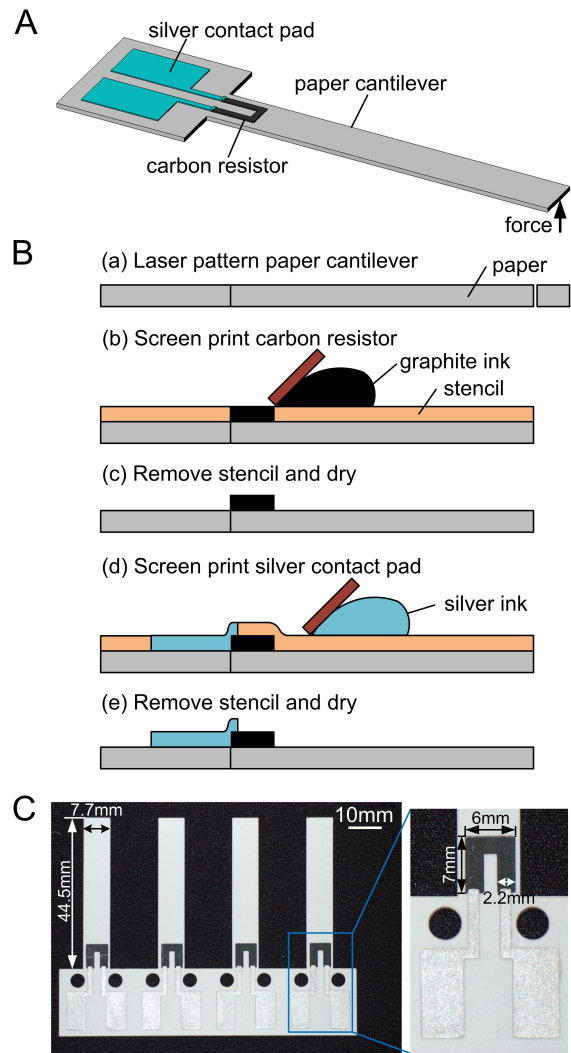 A
silver contact pad
paper cantilever
carbon resistor
force
B
(a) Laser pattern paper cantilever
paper
(b) Screen print carbon resistor
graphite ink
stencil
(c) Remove stencil and dry
(d) Screen print silver contact pad
silver ink
(e) Remove stencil and dry
C
7.7mm
10mm
44.5mm
6mm
7mm
2.2mm